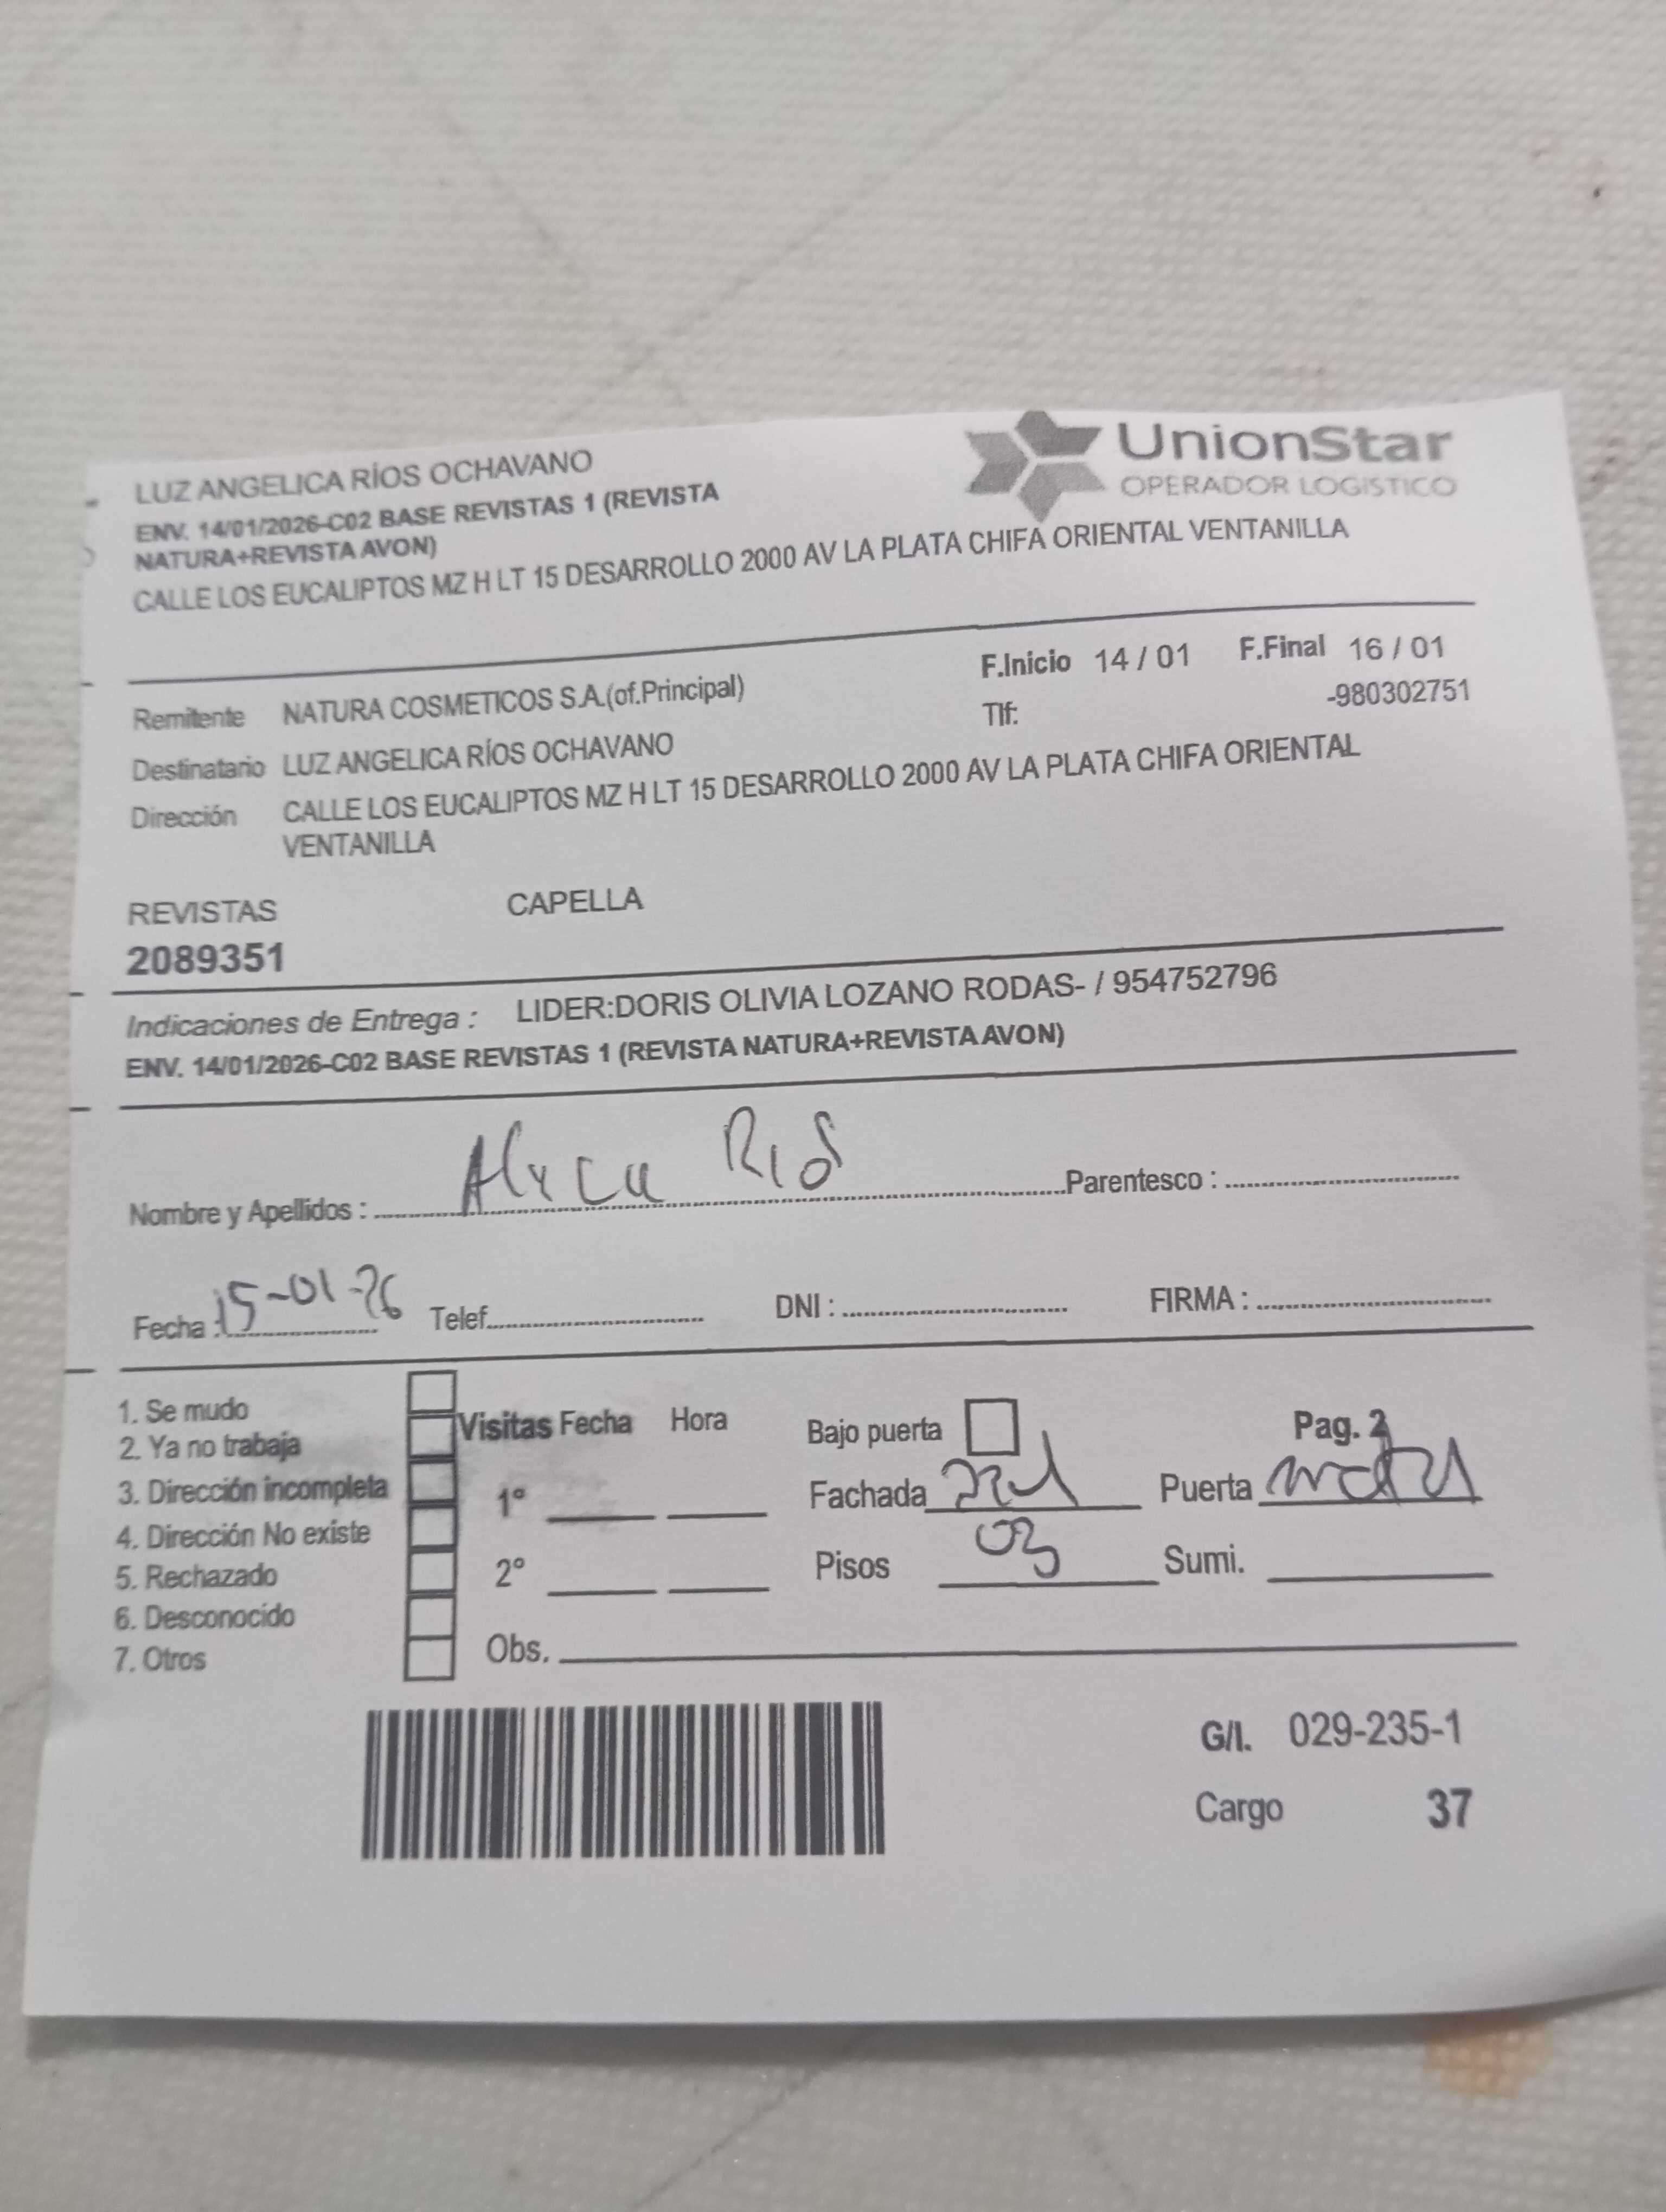 LUZ ANGELICA RÍOS OCHAVANO
UnionStar
OPERADOR LOGISTICO
ENV. 14/01/2026-C02 BASE REVISTAS 1 (REVISTA
NATURA+REVISTA AVON)
CALLE LOS EUCALIPTOS MZ H LT 15 DESARROLLO 2000 AV LA PLATA CHIFA ORIENTAL VENTANILLA
F.Inicio 14 / 01 F.Final 16 / 01
Remitente NATURA COSMETICOS S.A.(of.Principal)
Tlf: -980302751
Destinatario LUZ ANGELICA RÍOS OCHAVANO
Dirección CALLE LOS EUCALIPTOS MZ H LT 15 DESARROLLO 2000 AV LA PLATA CHIFA ORIENTAL
VENTANILLA
REVISTAS CAPELLA
2089351
Indicaciones de Entrega : LIDER:DORIS OLIVIA LOZANO RODAS- / 954752796
ENV. 14/01/2026-C02 BASE REVISTAS 1 (REVISTA NATURA+REVISTA AVON)
Nombre y Apellidos : Parentesco :
Fecha : 15-01-26 Telef. DNI : FIRMA :
1. Se mudo
2. Ya no trabaja
3. Dirección incompleta
4. Dirección No existe
5. Rechazado
6. Desconocido
7. Otros
Visitas Fecha Hora
1°
2°
Obs.
Bajo puerta Pag. 2
Fachada Puerta
Pisos 03 Sumi.
G/I. 029-235-1
Cargo 37